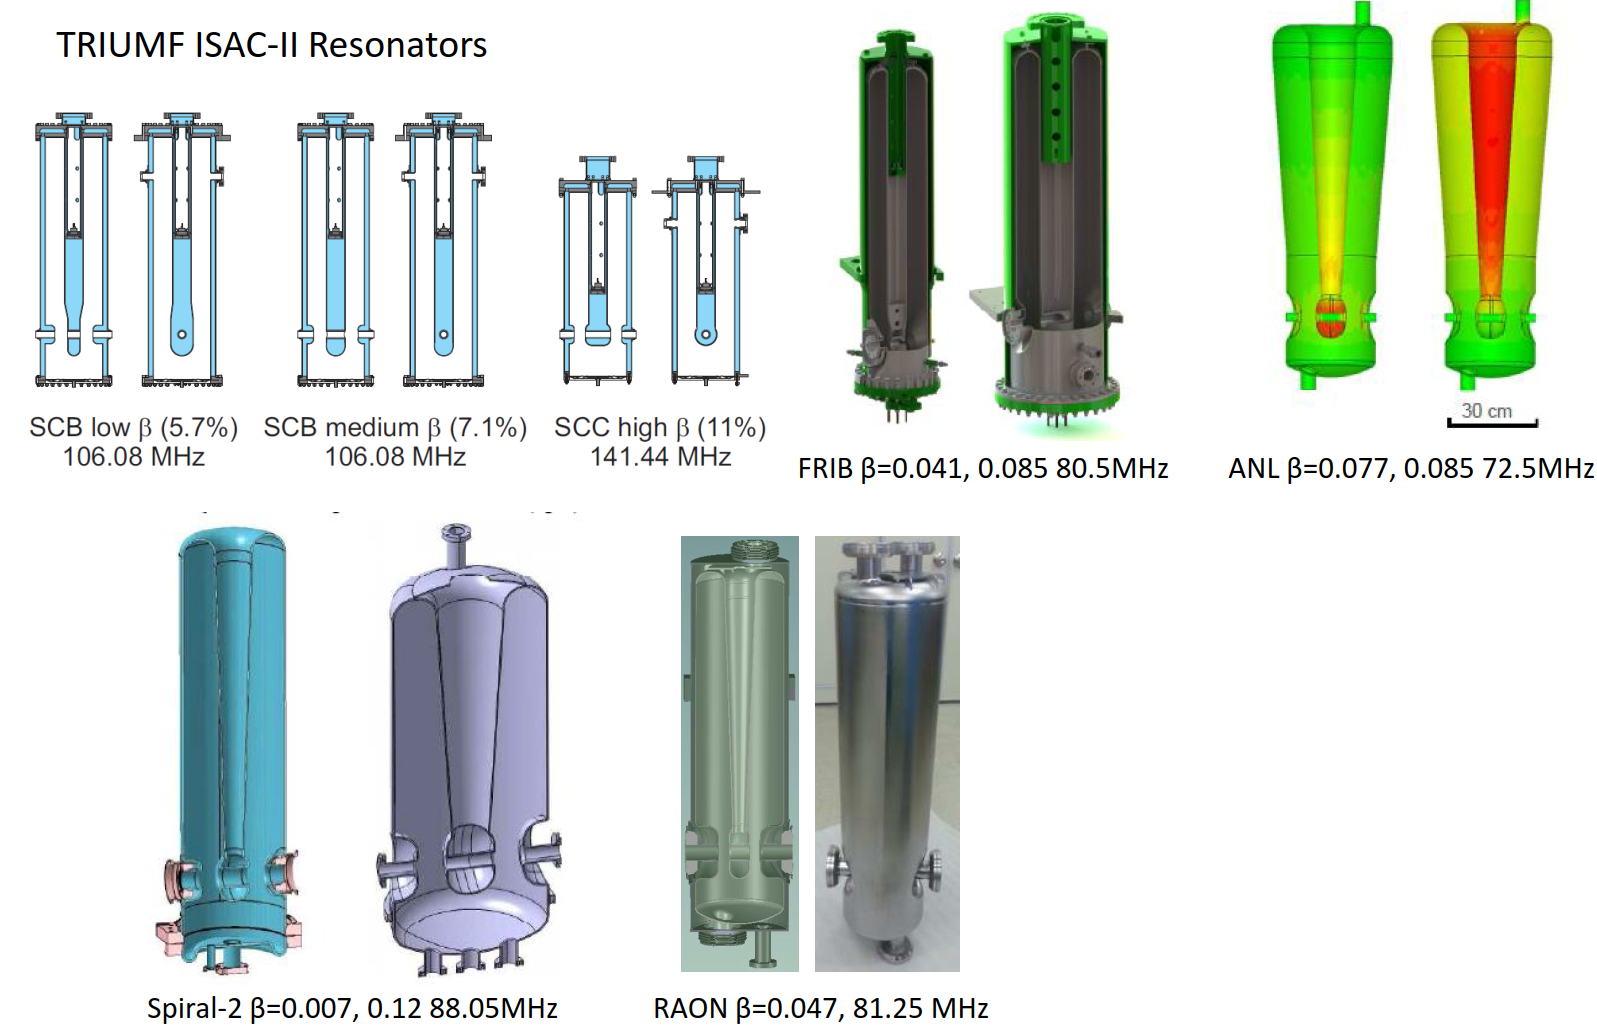 TRIUMF ISAC-II Resonators
SCB low β (5.7%)
106.08 MHz
SCB medium β (7.1%)
106.08 MHz
SCC high β (11%)
141.44 MHz
30 cm
FRIB β=0.041, 0.085 80.5MHz
ANL β=0.077, 0.085 72.5MHz
Spiral-2 β=0.007, 0.12 88.05MHz
RAON β=0.047, 81.25 MHz